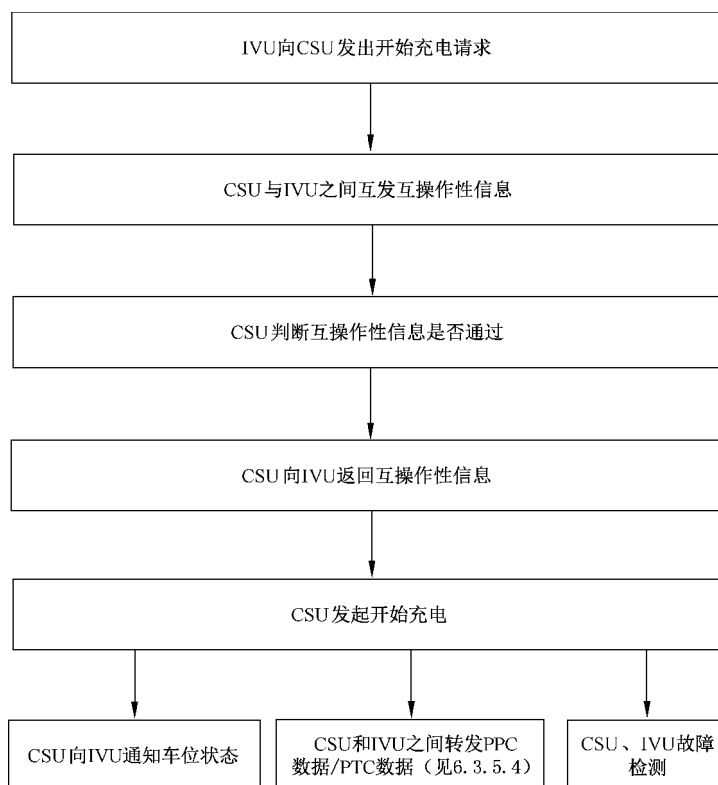 IVU向CSU发出开始充电请求
CSU与IVU之间互发互操作性信息
CSU判断互操作性信息是否通过
CSU向IVU返回互操作性信息
CSU发起开始充电
CSU向IVU通知车位状态
CSU和IVU之间转发PPC
数据/PTC数据（见6.3.5.4）
CSU、IVU故障
检测